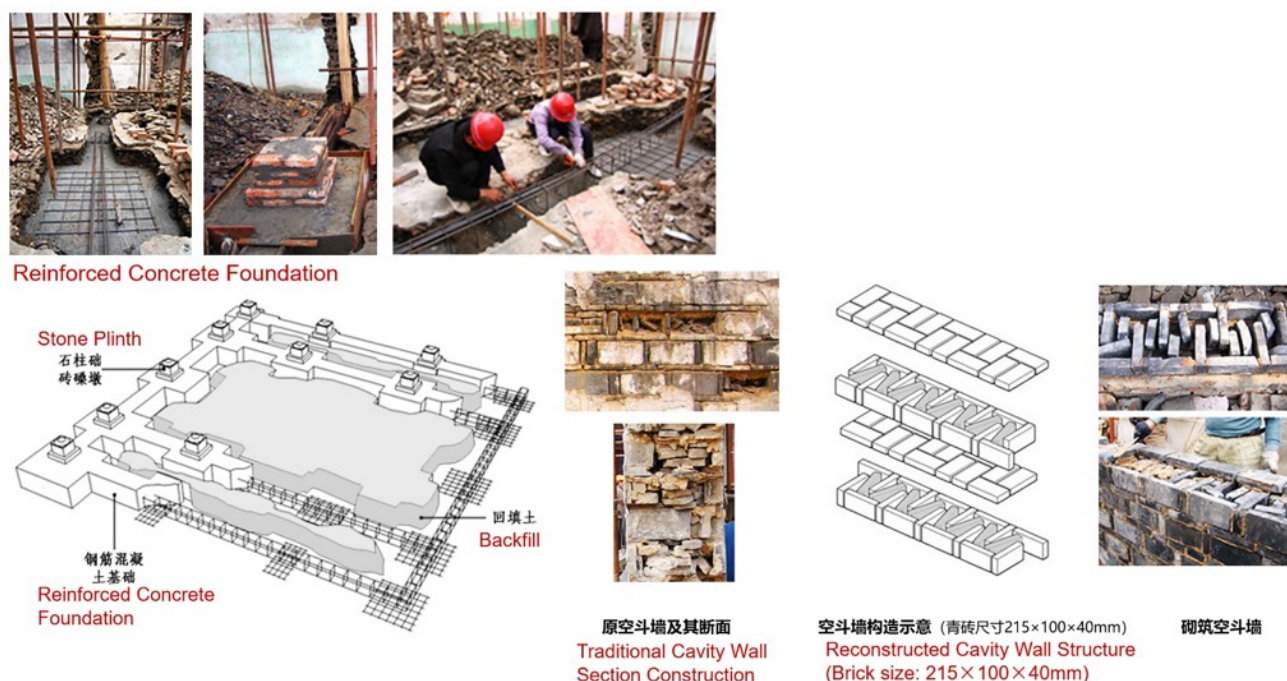 Reinforced Concrete Foundation
Stone Plinth
石柱础
砖磉墩
回填土
Backfill
钢筋混凝
土基础
Reinforced Concrete
Foundation
原空斗墙及其断面
Traditional Cavity Wall
Section Construction
空斗墙构造示意（青砖尺寸215×100×40mm）
Reconstructed Cavity Wall Structure
(Brick size: 215×100×40mm)
砌筑空斗墙